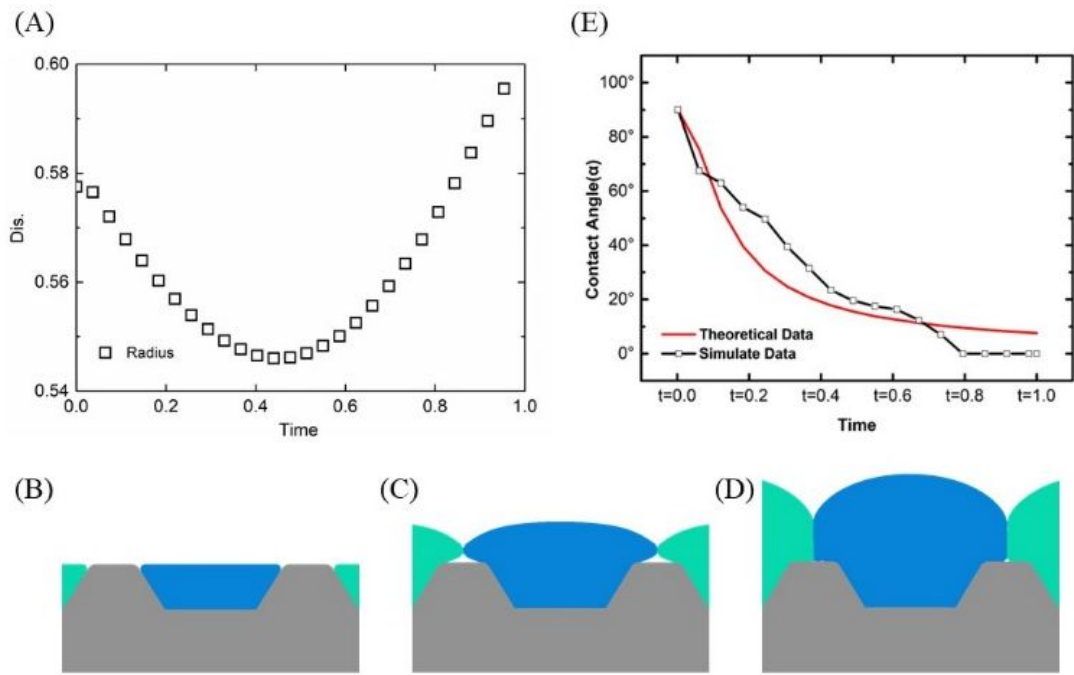 (A)
0.60
0.58
0.56
0.54
Dis.
Radius
0.0 0.2 0.4 0.6 0.8 1.0
Time
(E)
100°
80°
60°
40°
20°
0°
Contact Angle(α)
Theoretical Data
Simulate Data
t=0.0 t=0.2 t=0.4 t=0.6 t=0.8 t=1.0
Time
(B)
(C)
(D)